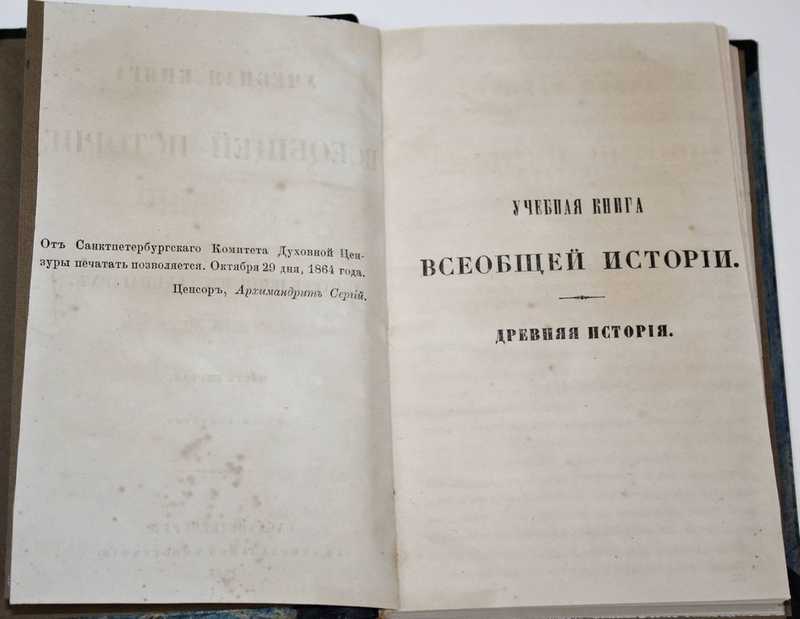 Отъ Санктпетербургскаго Комитета Духовной Цен-
зуры печатать позволяется. Октября 29 дня, 1864 года.
Ценсоръ, Архимандритъ Сергій.
УЧЕБНАЯ КНИГА
ВСЕОБЩЕЙ ИСТОРІИ.
ДРЕВНЯЯ ИСТОРІЯ.